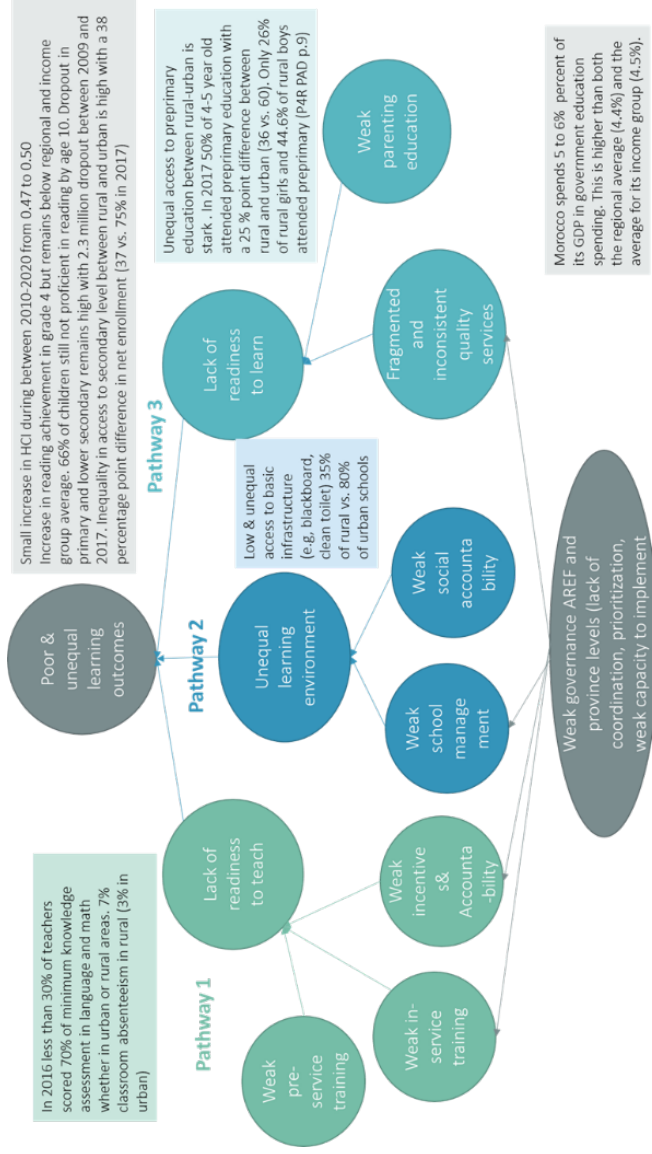 In 2016 less than 30% of teachers
scored 70% of minimum knowledge
assessment in language and math
whether in urban or rural areas. 7%
classroom absenteeism in rural (3% in
urban)
Poor &
unequal
learning
outcomes
Small increase in HCI during between 2010-2020 from 0.47 to 0.50
Increase in reading achievement in grade 4 but remains below regional and income
group average. 66% of children still not proficient in reading by age 10. Dropout in
primary and lower secondary remains high with 2.3 million dropout between 2009 and
2017. Inequality in access to secondary level between rural and urban is high with a 38
percentage point difference in net enrollment (37 vs. 75% in 2017)
Pathway 1
Pathway 2
Pathway 3
Lack of
readiness
to teach
Unequal
learning
environment
Low & unequal
access to basic
infrastructure
(e.g, blackboard,
clean toilet) 35%
of rural vs. 80%
of urban schools
Lack of
readiness
to learn
Unequal access to preprimary
education between rural-urban is
stark . In 2017 50% of 4-5 year old
attended preprimary education with
a 25 % point difference between
rural and urban (36 vs. 60). Only 26%
of rural girls and 44.6% of rural boys
attended preprimary (P4R PAD p.9)
Weak
pre-
service
training
Weak in-
service
training
Weak
incentive
s&
Accounta
-bility
Weak
school
manage
ment
Weak
social
accounta
bility
Fragmented
and
inconsistent
quality
services
Weak
parenting
education
Weak governance AREF and
province levels (lack of
coordination, prioritization,
weak capacity to implement
Morocco spends 5 to 6% percent of
its GDP in government education
spending. This is higher than both
the regional average (4.4%) and the
average for its income group (4.5%).